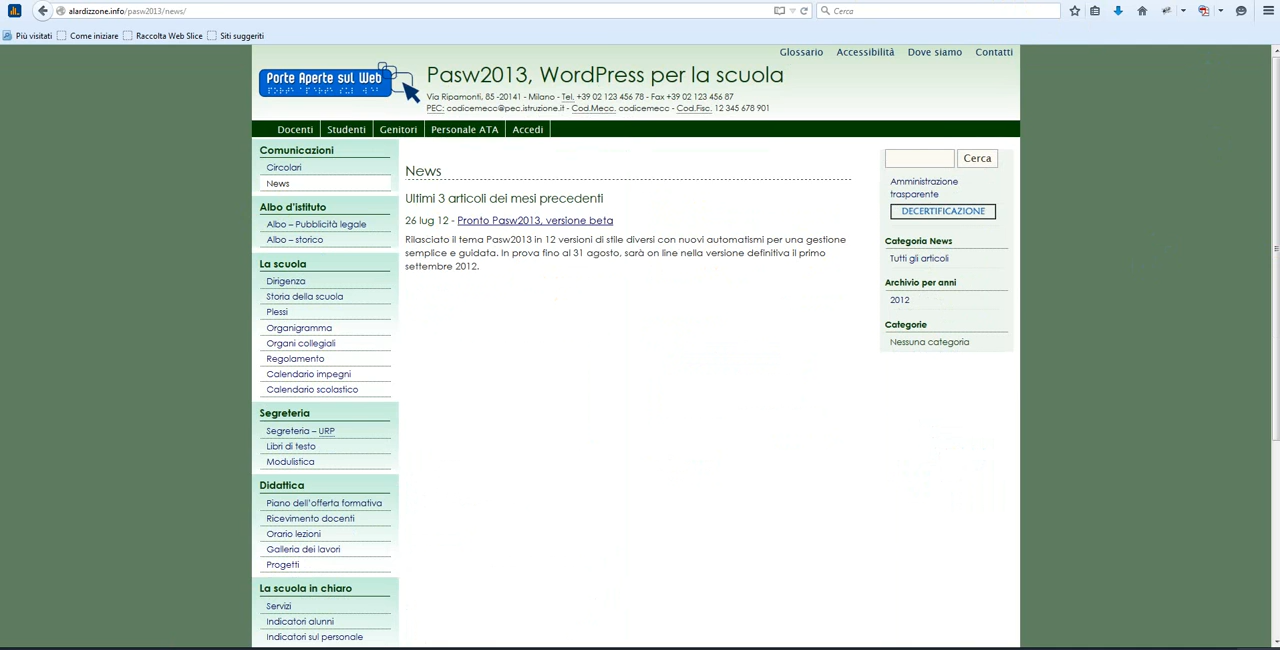 alardizzone.info/pasw2013/news/
Cerca
Più visitati Come iniziare Raccolta Web Slice Siti suggeriti
Glossario Accessibilità Dove siamo Contatti
Porte Aperte sul Web
Pasw2013, WordPress per la scuola
Via Ripamonti, 85 -20141 - Milano - Tel. +39 02 123 456 78 - Fax +39 02 123 456 87
PEC: codicemecc@pec.istruzione.it - Cod.Mecc. codicemecc - Cod.Fisc. 12 345 678 901
Docenti Studenti Genitori Personale ATA Accedi
Comunicazioni
Circolari
News
Albo d'istituto
Albo – Pubblicità legale
Albo – storico
La scuola
Dirigenza
Storia della scuola
Plessi
Organigramma
Organi collegiali
Regolamento
Calendario impegni
Calendario scolastico
Segreteria
Segreteria – URP
Libri di testo
Modulistica
Didattica
Piano dell'offerta formativa
Ricevimento docenti
Orario lezioni
Galleria dei lavori
Progetti
La scuola in chiaro
Servizi
Indicatori alunni
Indicatori sul personale
News
Ultimi 3 articoli dei mesi precedenti
26 lug 12 - Pronto Pasw2013, versione beta
Rilasciato il tema Pasw2013 in 12 versioni di stile diversi con nuovi automatismi per una gestione
semplice e guidata. In prova fino al 31 agosto, sarà on line nella versione definitiva il primo
settembre 2012.
Cerca
Amministrazione
trasparente
DECERTIFICAZIONE
Categoria News
Tutti gli articoli
Archivio per anni
2012
Categorie
Nessuna categoria